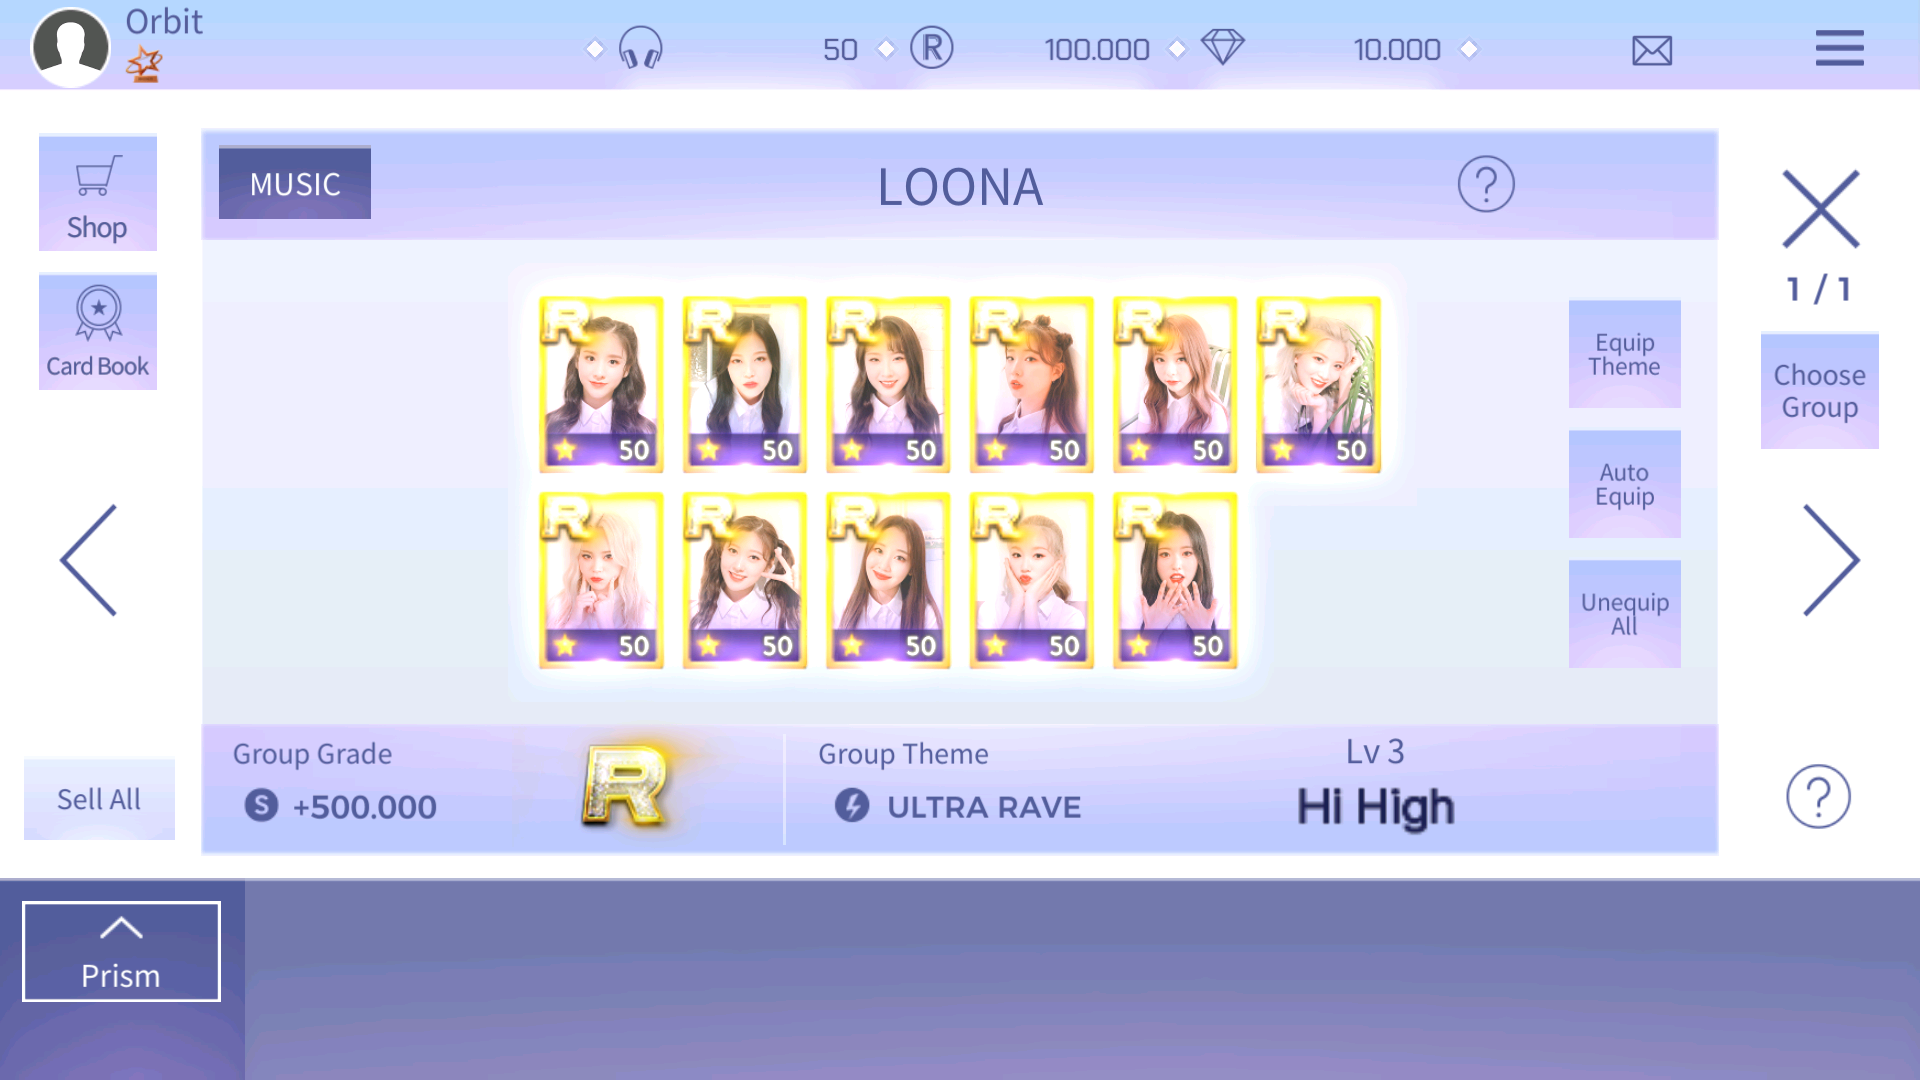 Orbit
50
R
100.000
10.000
Shop
Card Book
MUSIC
LOONA
?
1 / 1
Choose
Group
Equip
Theme
Auto
Equip
Unequip
All
R R R R R R
50 50 50 50 50 50
R R R R R
50 50 50 50 50
Group Grade
S +500.000
R
Group Theme
ULTRA RAVE
Lv 3
Hi High
Sell All
?
Prism